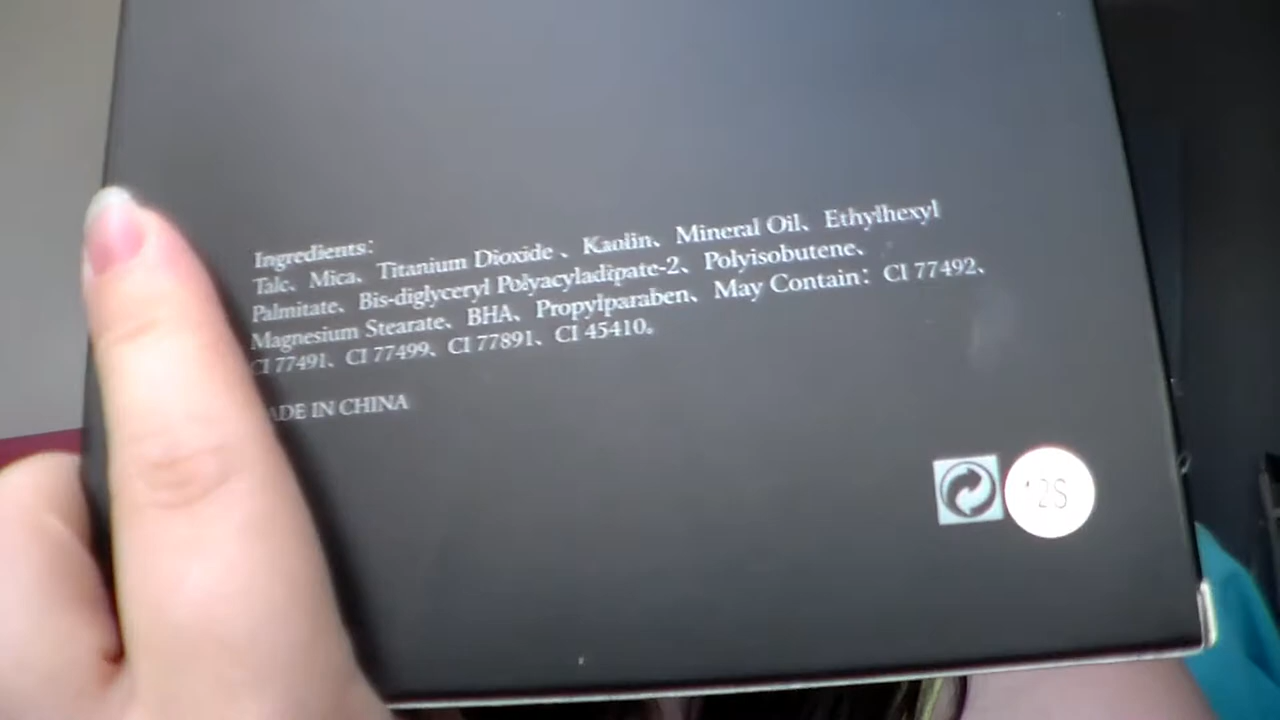 Ingredients:
Talc、Mica、Titanium Dioxide 、Kaolin、Mineral Oil、Ethylhexyl
Palmitate、Bis-diglyceryl Polyacyladipate-2、Polyisobutene、
Magnesium Stearate、BHA、Propylparaben、May Contain：CI 77492、
CI 77491、CI 77499、CI 77891、CI 45410。
ADE IN CHINA
12S